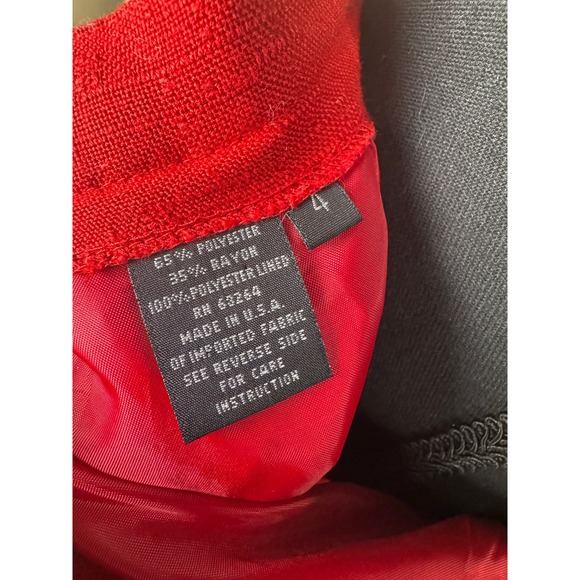 4
65% POLYESTER
35% RAYON
100% POLYESTER LINED
RN 63264
MADE IN U.S.A.
OF IMPORTED FABRIC
SEE REVERSE SIDE
FOR CARE
INSTRUCTION